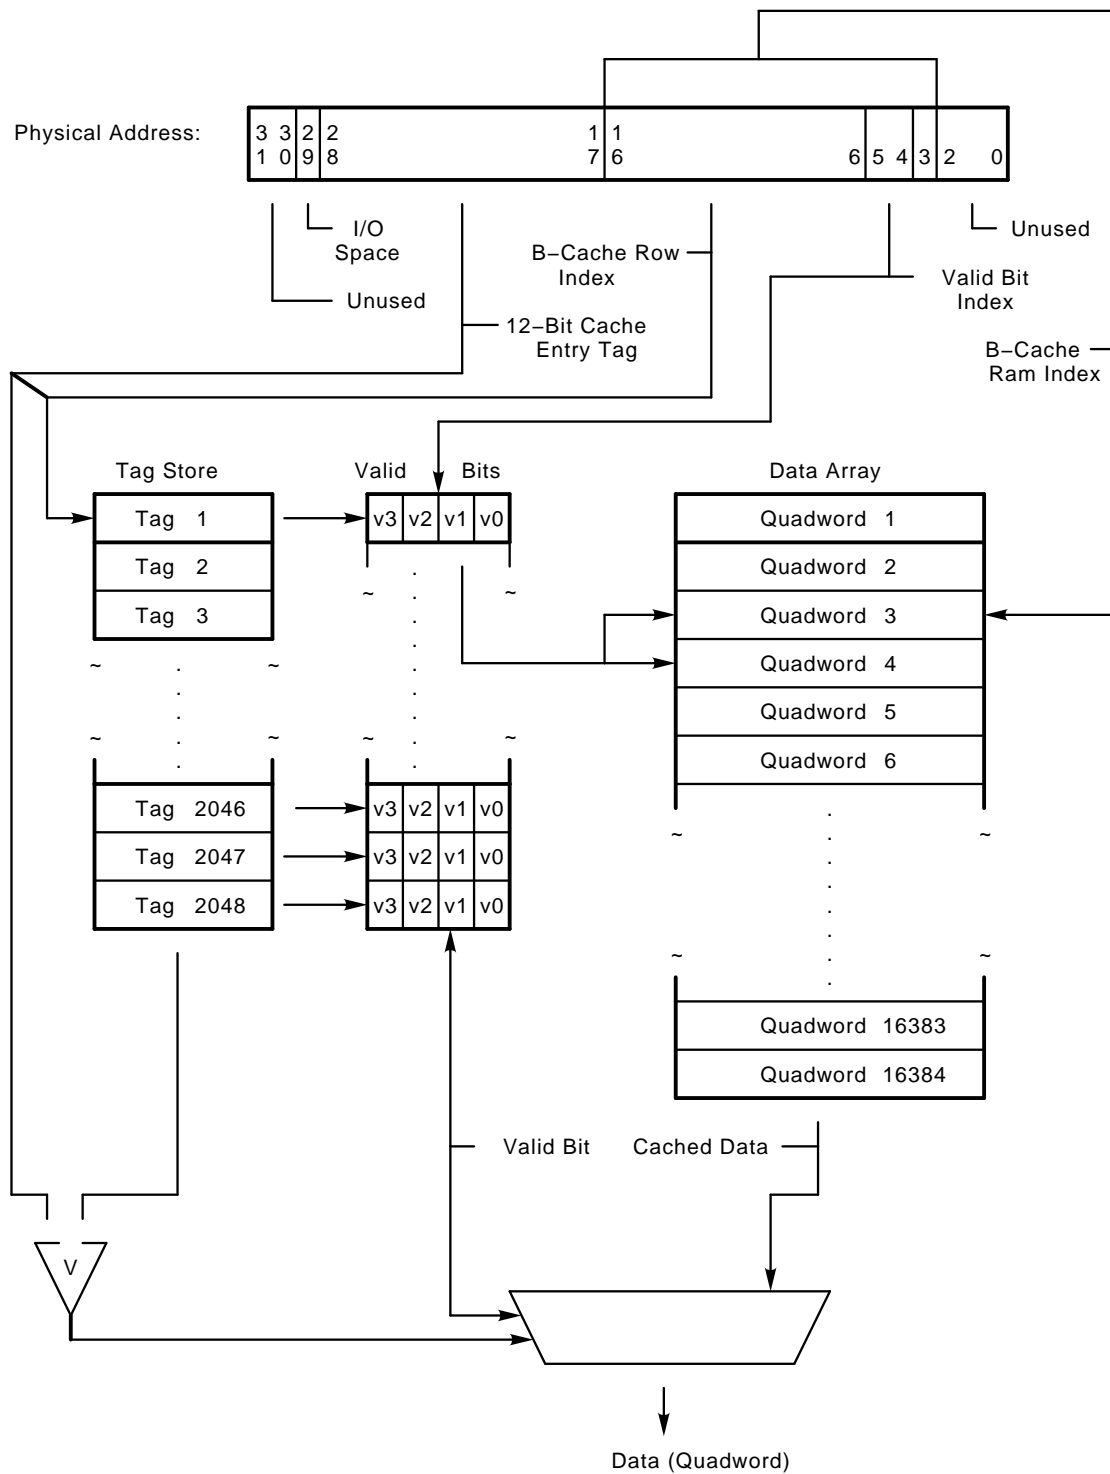 Physical Address:
3 3 2 2 1 1
1 0 9 8 7 6 6 5 4 3 2 0
I/O
Space
Unused
Unused
B–Cache Row
Index
Valid Bit
Index
12–Bit Cache
Entry Tag
B–Cache
Ram Index
Tag Store
Valid Bits
Data Array
Tag 1
v3 v2 v1 v0
Quadword 1
Tag 2
Quadword 2
Tag 3
Quadword 3
Quadword 4
Quadword 5
Quadword 6
Tag 2046
v3 v2 v1 v0
Tag 2047
v3 v2 v1 v0
Tag 2048
v3 v2 v1 v0
Quadword 16383
Quadword 16384
Valid Bit
Cached Data
V
Data (Quadword)